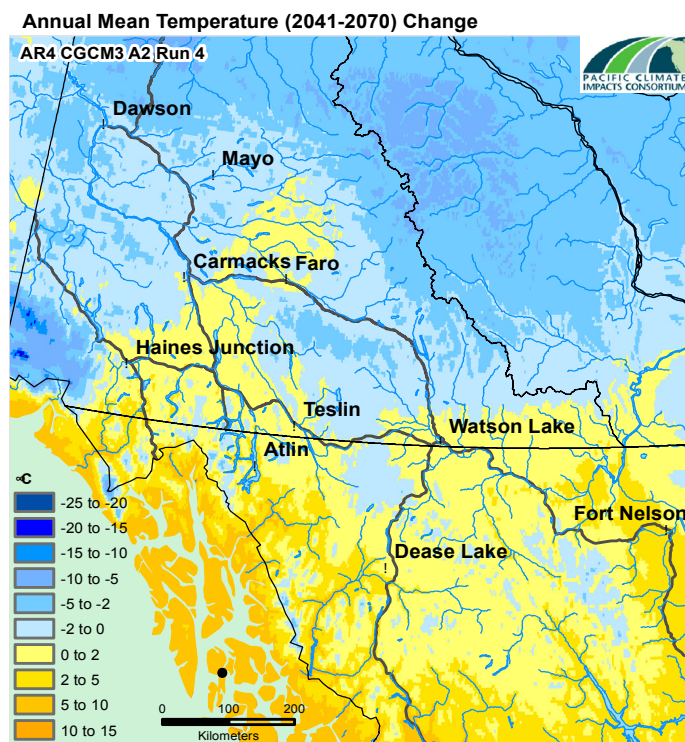 Annual Mean Temperature (2041-2070) Change
AR4 CGCM3 A2 Run 4
PACIFIC CLIMATE
IMPACTS CONSORTIUM
Dawson
Mayo
Carmacks
Faro
Haines Junction
Teslin
Watson Lake
Atlin
Fort Nelson
Dease Lake
°C
-25 to -20
-20 to -15
-15 to -10
-10 to -5
-5 to -2
-2 to 0
0 to 2
2 to 5
5 to 10
10 to 15
0 100 200
Kilometers